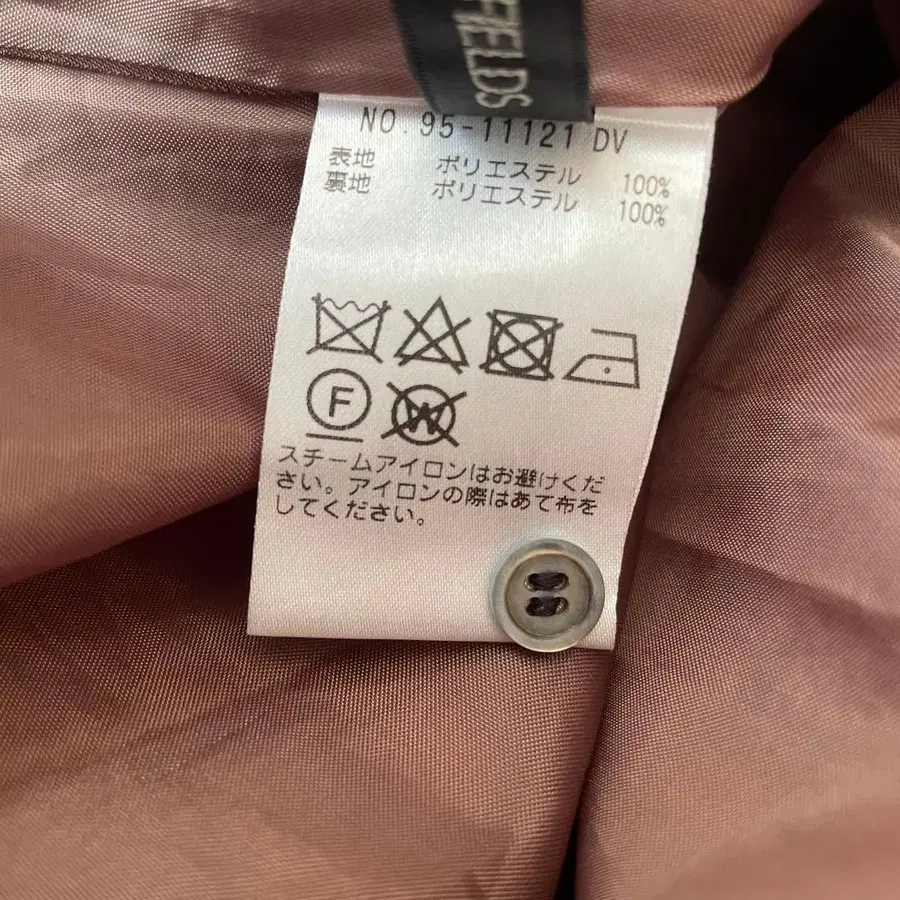 FIELDS
NO.95-11121 DV
表地 ポリエステル 100%
裏地 ポリエステル 100%
F
W
スチームアイロンはお避けくだ
さい。アイロンの際はあて布を
してください。